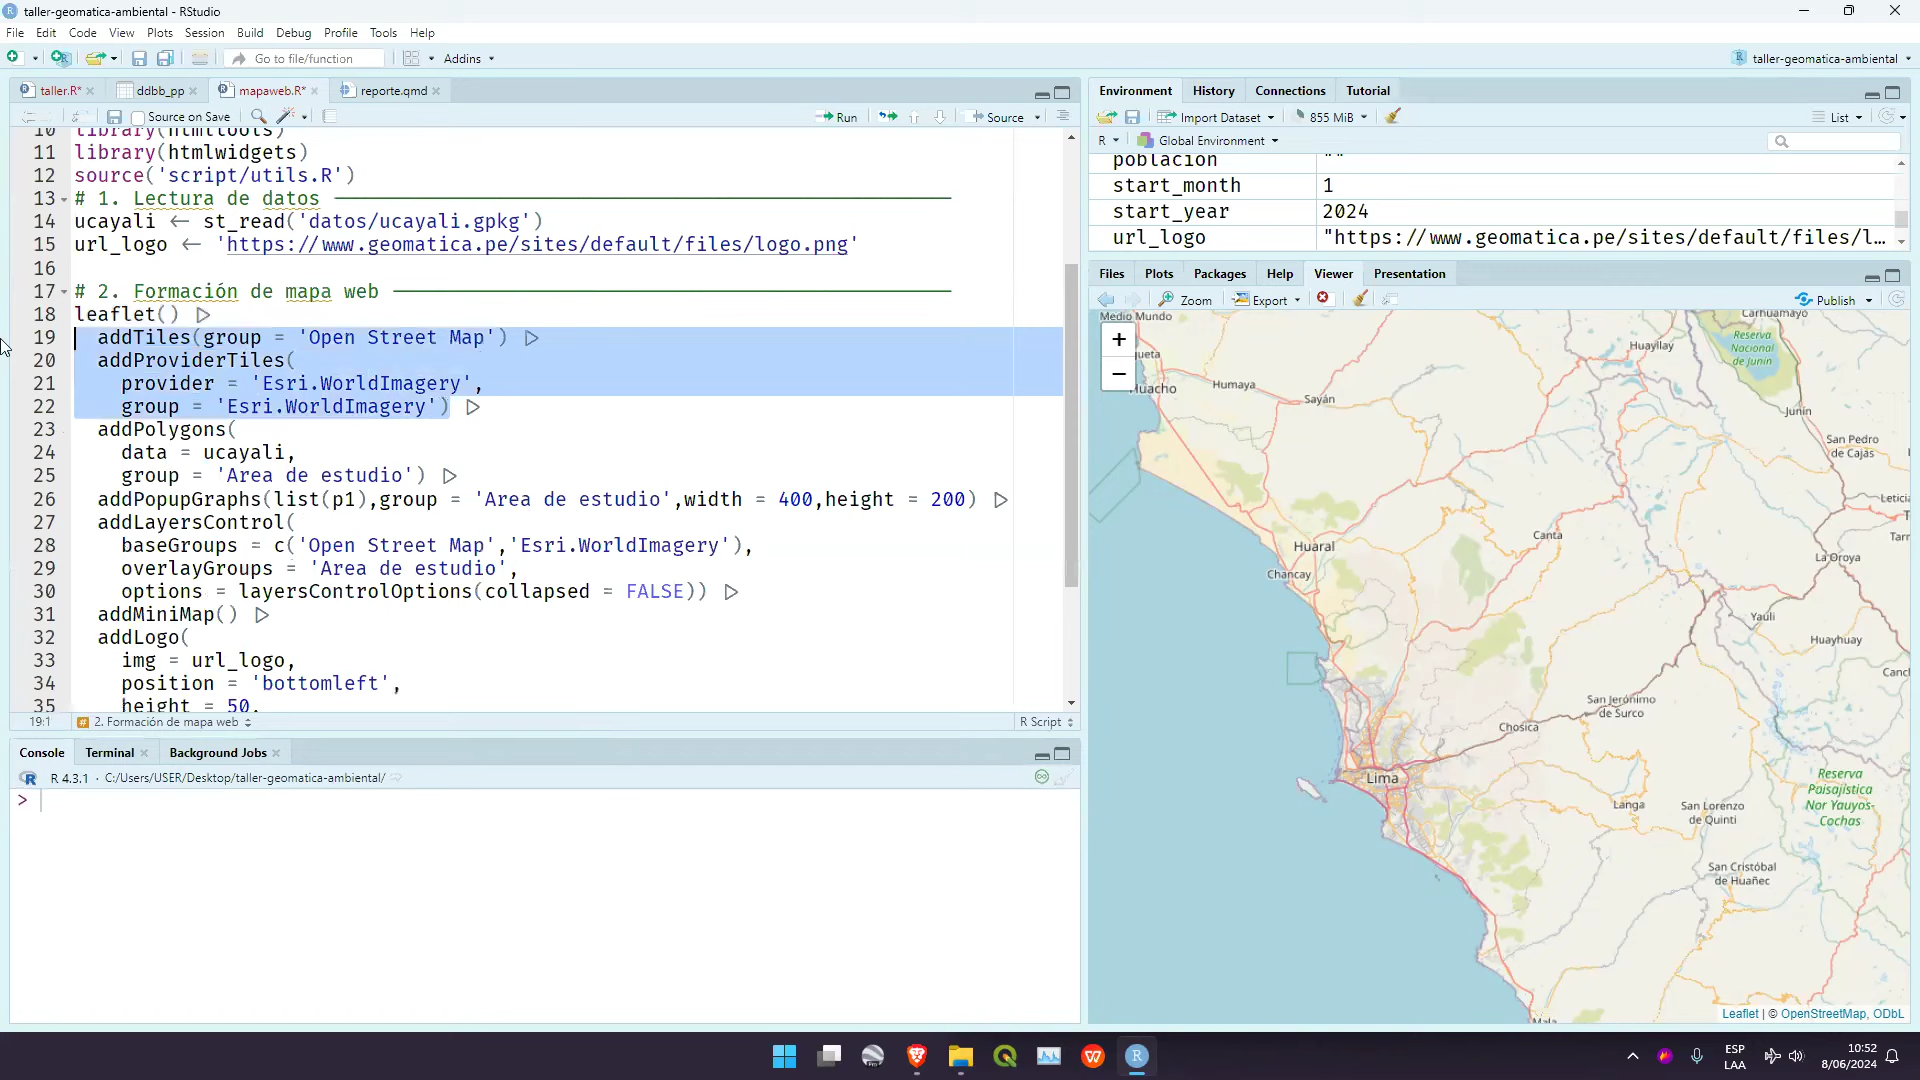 taller-geomatica-ambiental - RStudio
File Edit Code View Plots Session Build Debug Profile Tools Help
Go to file/function Addins taller-geomatica-ambiental
taller.R* ddbb_pp mapaweb.R* reporte.qmd
Source on Save Run Source
10 library(htmltools)
11 library(htmlwidgets)
12 source('script/utils.R')
13 # 1. Lectura de datos
14 ucayali <- st_read('datos/ucayali.gpkg')
15 url_logo <- 'https://www.geomatica.pe/sites/default/files/logo.png'
16
17 # 2. Formación de mapa web
18 leaflet() |>
19 addTiles(group = 'Open Street Map') |>
20 addProviderTiles(
21 provider = 'Esri.WorldImagery',
22 group = 'Esri.WorldImagery') |>
23 addPolygons(
24 data = ucayali,
25 group = 'Area de estudio') |>
26 addPopupGraphs(list(p1),group = 'Area de estudio',width = 400,height = 200) |>
27 addLayersControl(
28 baseGroups = c('Open Street Map','Esri.WorldImagery'),
29 overlayGroups = 'Area de estudio',
30 options = layersControlOptions(collapsed = FALSE)) |>
31 addMiniMap() |>
32 addLogo(
33 img = url_logo,
34 position = 'bottomleft',
35 height = 50,
19:1 # 2. Formación de mapa web R Script
Console Terminal Background Jobs
R 4.3.1 · C:/Users/USER/Desktop/taller-geomatica-ambiental/
>
Environment History Connections Tutorial
Import Dataset 855 MiB List
R Global Environment
poblacion ""
start_month 1
start_year 2024
url_logo "https://www.geomatica.pe/sites/default/files/l...
Files Plots Packages Help Viewer Presentation
Zoom Export Publish
Medio Mundo
Carhuamayo
+
−
Huacho
Humaya
Sayán
Huayllay
Reserva
Nacional
de Junín
Junín
San Pedro
de Cajás
Leticia
Canta
Huaral
Chancay
La Oroya
Yauli
Huayhuay
San Jerónimo
de Surco
Chosica
Lima
Langa
San Lorenzo
de Quinti
Reserva
Paisajística
Nor Yauyos-
Cochas
San Cristóbal
de Huañec
Mala
Leaflet | © OpenStreetMap, ODbL
ESP
LAA
10:52
8/06/2024